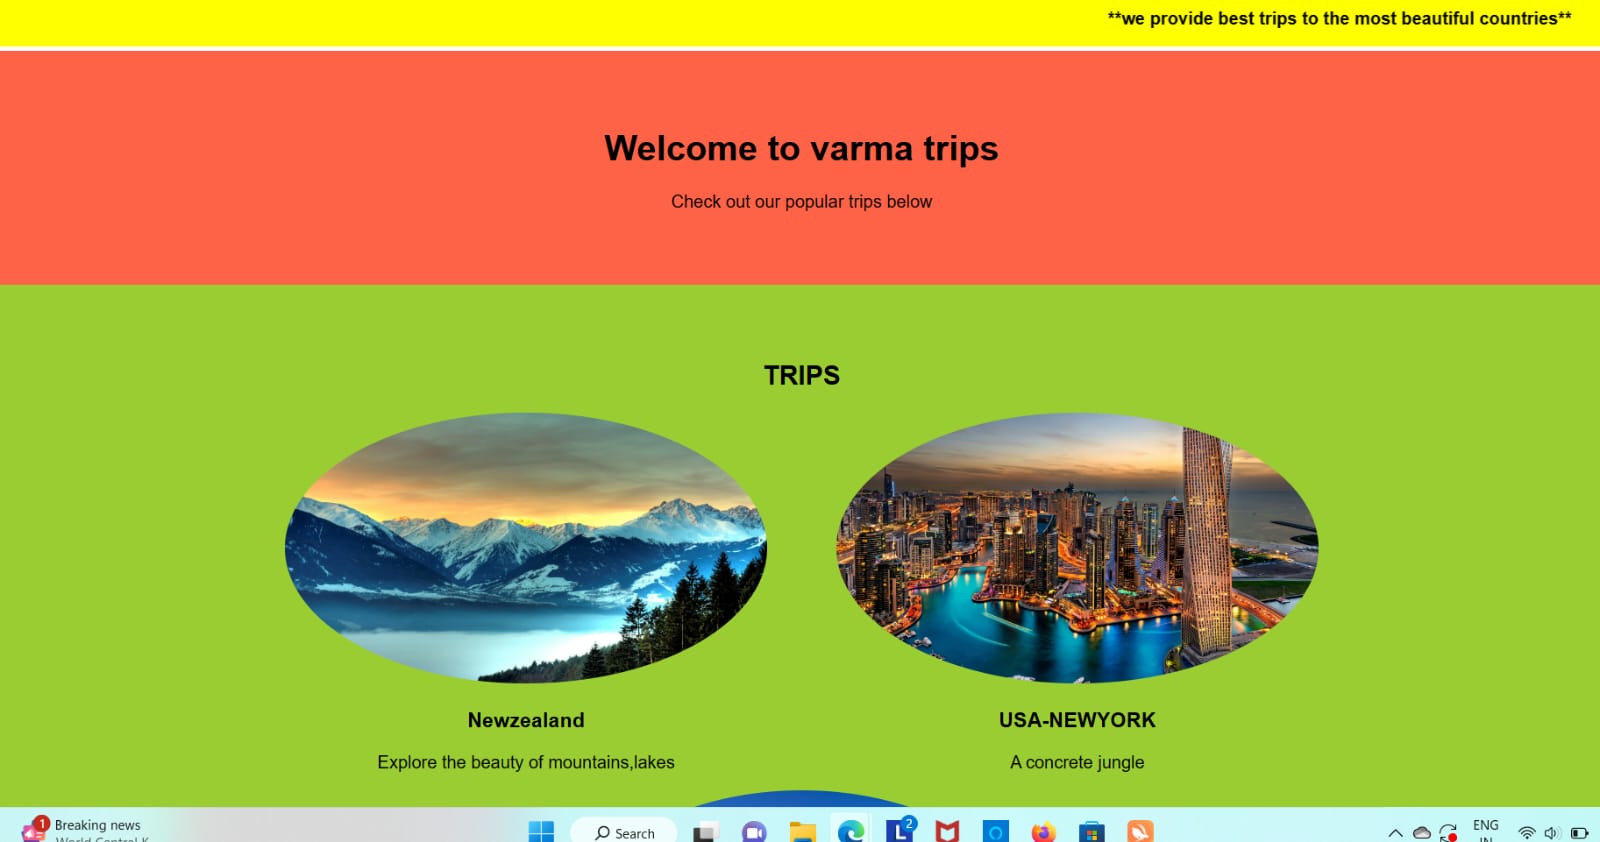 **we provide best trips to the most beautiful countries**
Welcome to varma trips
Check out our popular trips below
TRIPS
Newzealand
USA-NEWYORK
Explore the beauty of mountains,lakes
A concrete jungle
1
Breaking news
World Central K
Search
L
2
ENG
IN